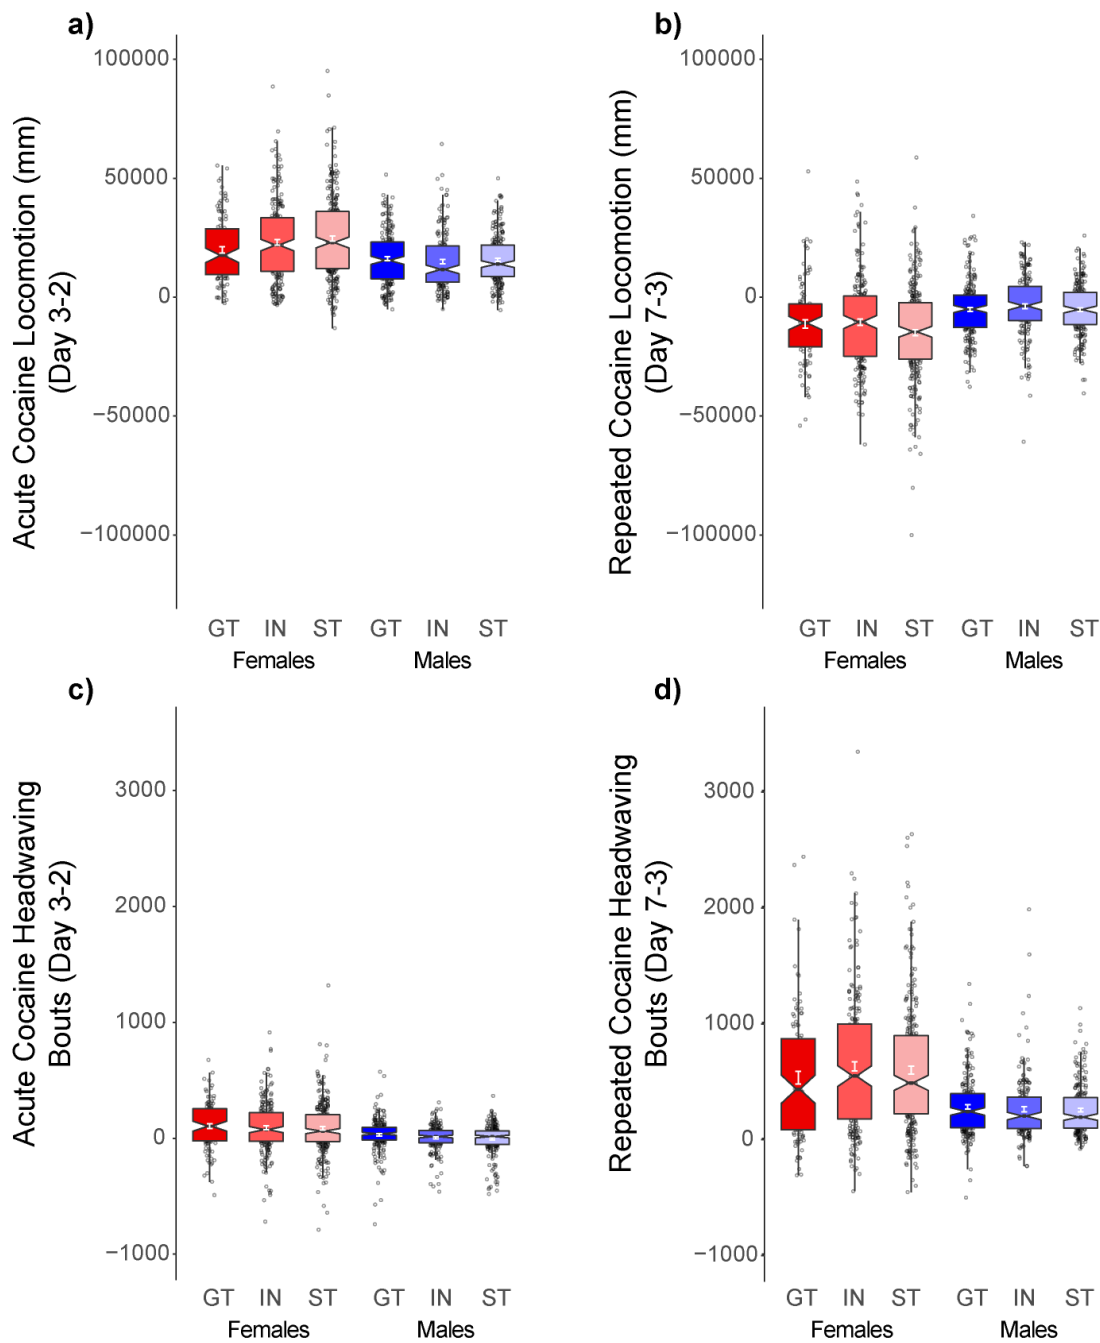 a)
Acute Cocaine Locomotion (mm)
(Day 3-2)
100000
50000
0
−50000
−100000
GT IN ST GT IN ST
Females Males
b)
Repeated Cocaine Locomotion (mm)
(Day 7-3)
100000
50000
0
−50000
−100000
GT IN ST GT IN ST
Females Males
c)
Acute Cocaine Headwaving
Bouts (Day 3-2)
3000
2000
1000
0
−1000
GT IN ST GT IN ST
Females Males
d)
Repeated Cocaine Headwaving
Bouts (Day 7-3)
3000
2000
1000
0
−1000
GT IN ST GT IN ST
Females Males